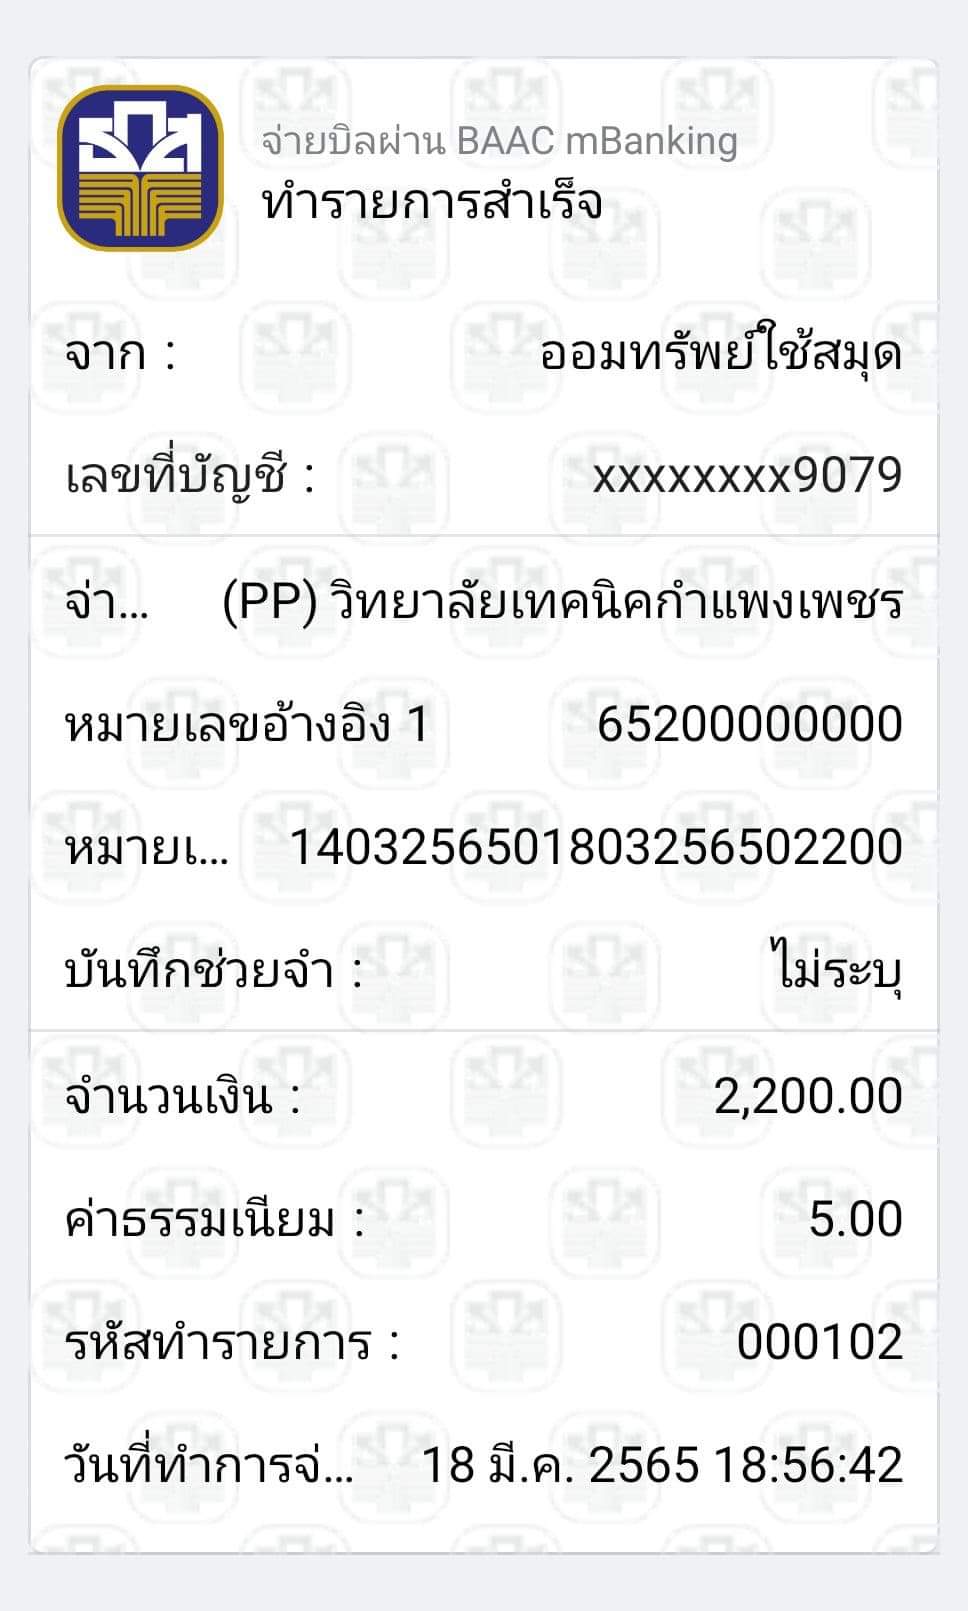 ธกส
จ่ายบิลผ่าน BAAC mBanking
ทำรายการสำเร็จ
จาก : ออมทรัพย์ใช้สมุด
เลขที่บัญชี : xxxxxxxx9079
จ่า... (PP) วิทยาลัยเทคนิคกำแพงเพชร
หมายเลขอ้างอิง 1 65200000000
หมายเ... 1403256501803256502200
บันทึกช่วยจำ : ไม่ระบุ
จำนวนเงิน : 2,200.00
ค่าธรรมเนียม : 5.00
รหัสทำรายการ : 000102
วันที่ทำการจ่... 18 มี.ค. 2565 18:56:42